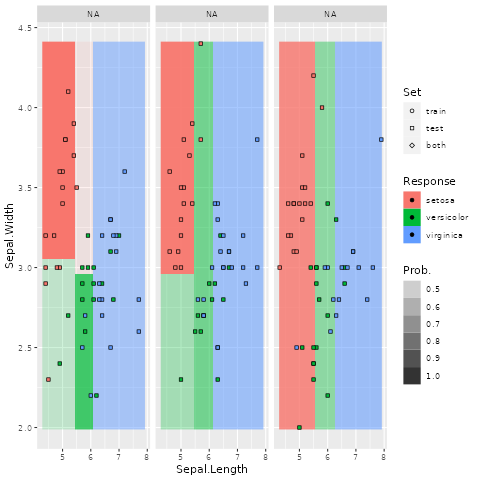 NA NA NA
4.5
4.0
3.5
3.0
2.5
2.0
Sepal.Width
5 6 7 8 5 6 7 8 5 6 7 8
Sepal.Length
Set
train
test
both
Response
setosa
versicolor
virginica
Prob.
0.5
0.6
0.7
0.8
0.9
1.0